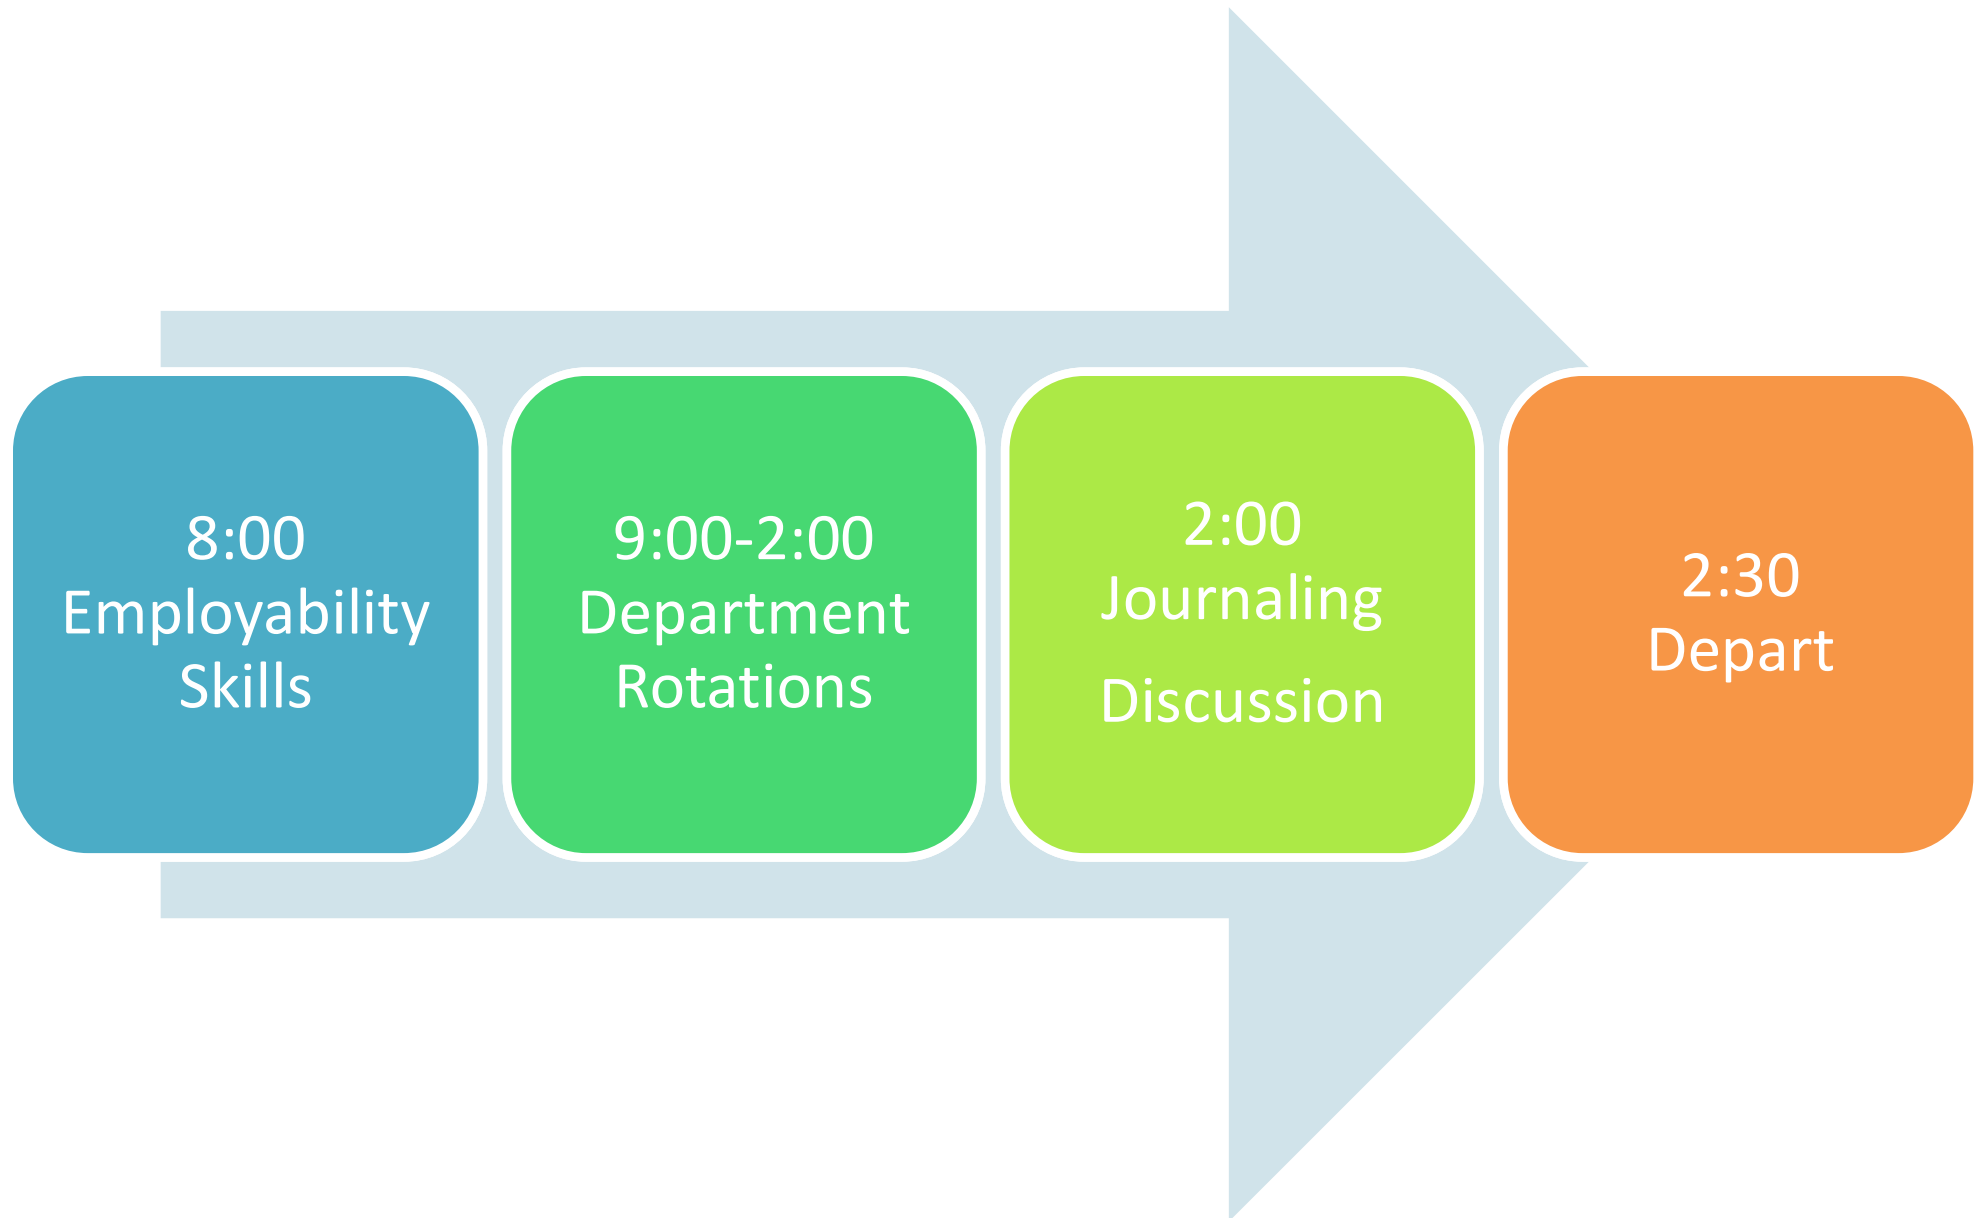 8:00
Employability
Skills
9:00-2:00
Department
Rotations
2:00
Journaling
Discussion
2:30
Depart